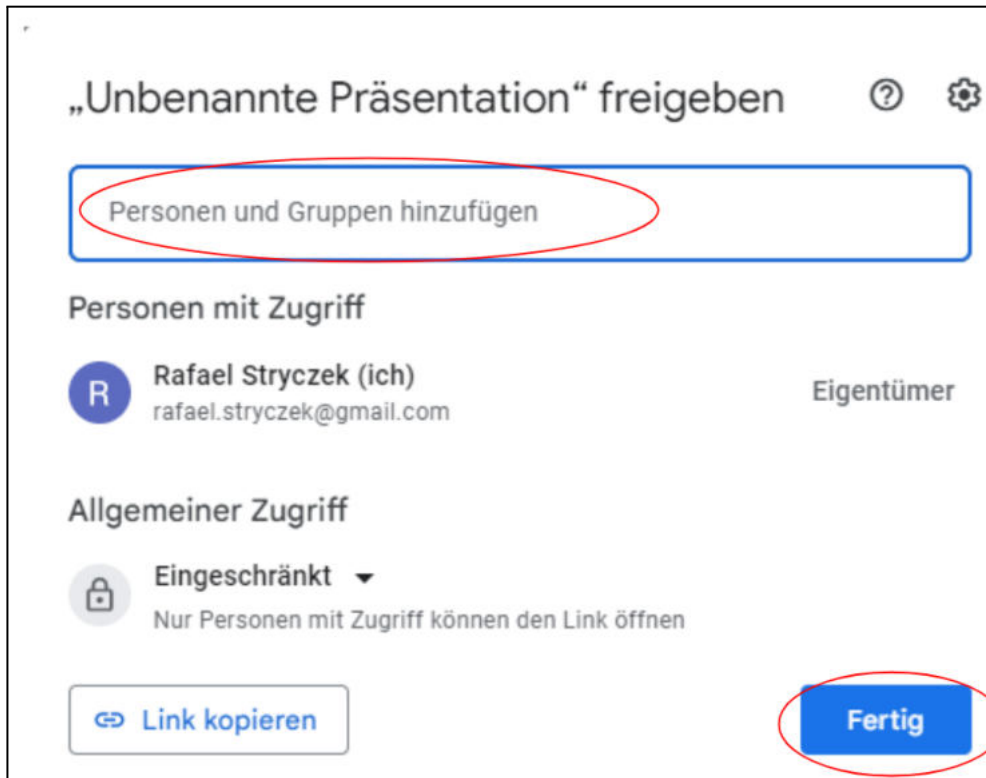 „Unbenannte Präsentation“ freigeben
Personen und Gruppen hinzufügen
Personen mit Zugriff
R
Rafael Stryczek (ich)
rafael.stryczek@gmail.com
Eigentümer
Allgemeiner Zugriff
Eingeschränkt
Nur Personen mit Zugriff können den Link öffnen
Link kopieren
Fertig